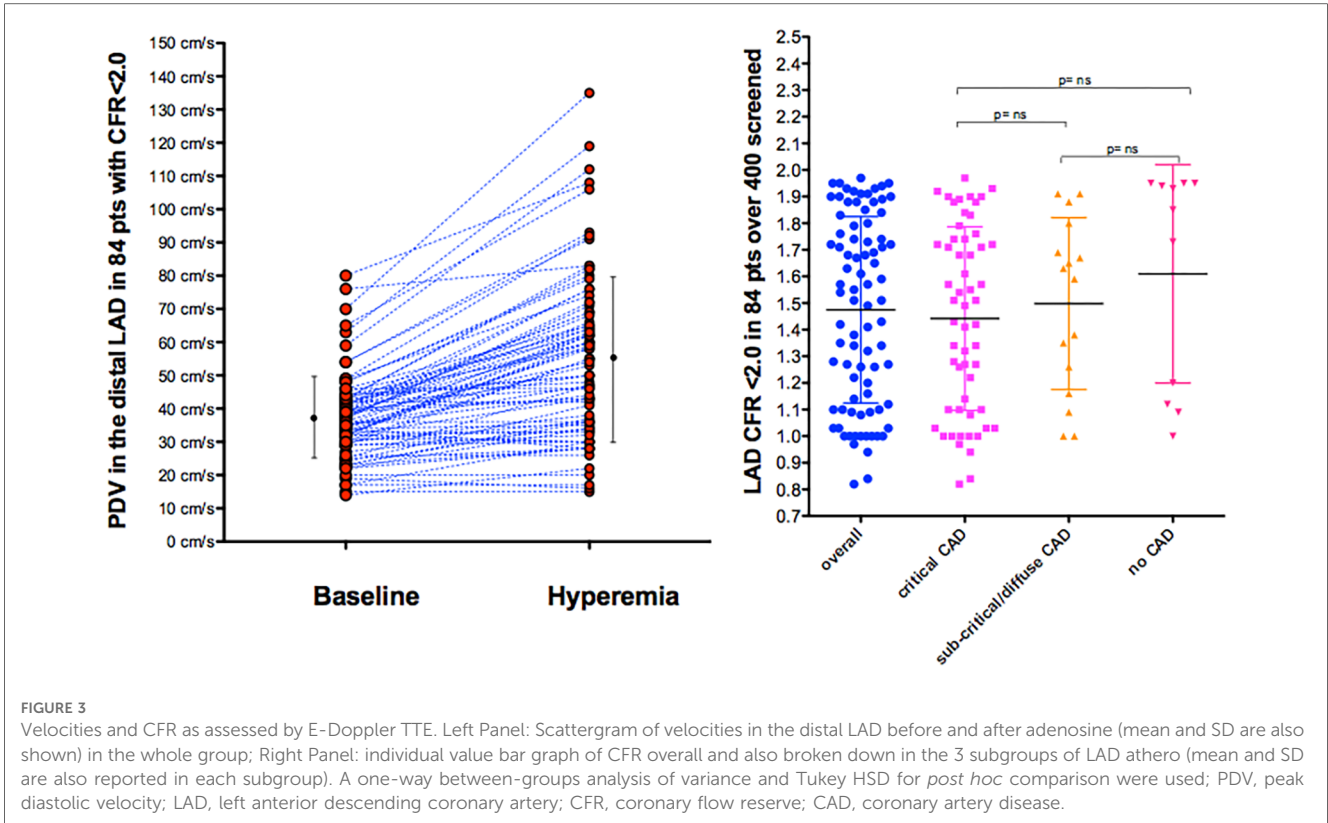 PDV in the distal LAD in 84 pts with CFR<2.0
150 cm/s
140 cm/s
130 cm/s
120 cm/s
110 cm/s
100 cm/s
90 cm/s
80 cm/s
70 cm/s
60 cm/s
50 cm/s
40 cm/s
30 cm/s
20 cm/s
10 cm/s
0 cm/s
Baseline
Hyperemia
LAD CFR <2.0 in 84 pts over 400 screened
2.5
2.4
2.3
2.2
2.1
2.0
1.9
1.8
1.7
1.6
1.5
1.4
1.3
1.2
1.1
1.0
0.9
0.8
0.7
p= ns
p= ns
p= ns
overall
critical CAD
sub-critical/diffuse CAD
no CAD
FIGURE 3
Velocities and CFR as assessed by E-Doppler TTE. Left Panel: Scattergram of velocities in the distal LAD before and after adenosine (mean and SD are also
shown) in the whole group; Right Panel: individual value bar graph of CFR overall and also broken down in the 3 subgroups of LAD athero (mean and SD
are also reported in each subgroup). A one-way between-groups analysis of variance and Tukey HSD for post hoc comparison were used; PDV, peak
diastolic velocity; LAD, left anterior descending coronary artery; CFR, coronary flow reserve; CAD, coronary artery disease.